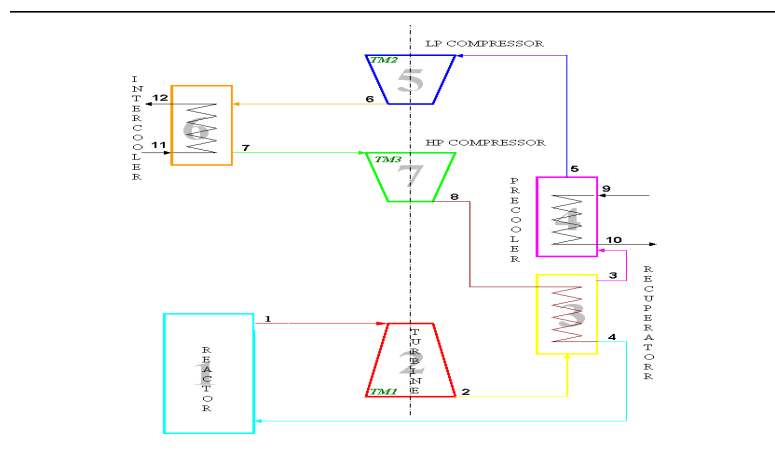 LP COMPRESSOR
TM2
5
INTERCOOLER
12
6
6
11
7
HP COMPRESSOR
TM3
7
8
PRECOOLER
5
9
4
10
3
RECUPERATORR
3
4
1
REACTOR
1
TURBINE
2
TM1
2